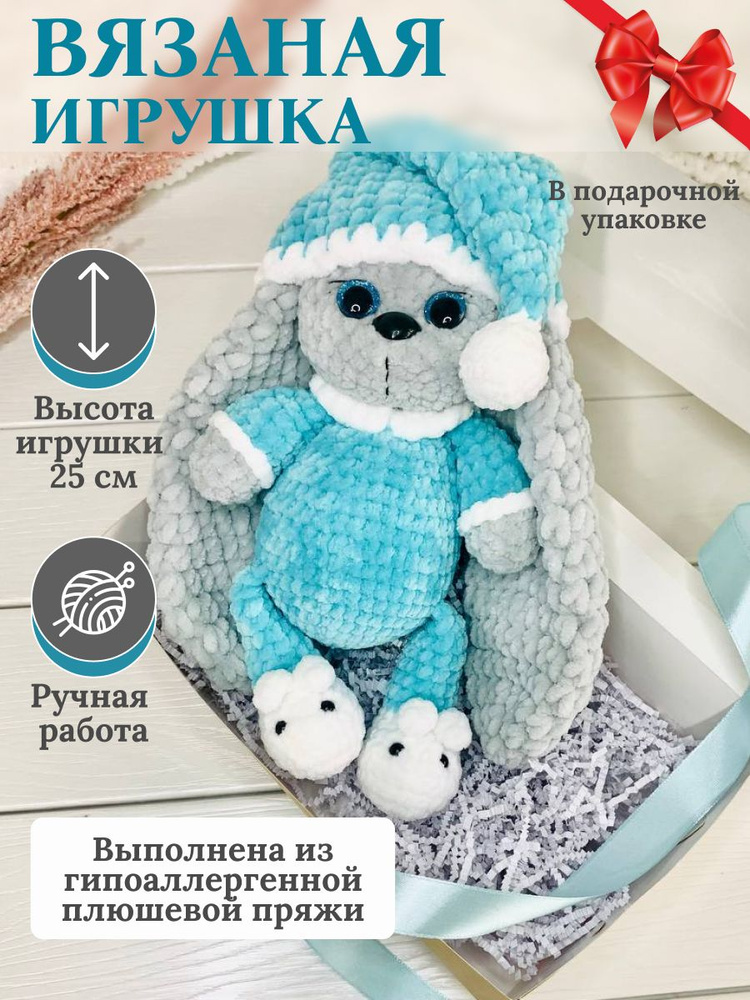 ВЯЗАНАЯ
ИГРУШКА
В подарочной
упаковке
Высота
игрушки
25 см
Ручная
работа
Выполнена из
гипоаллергенной
плюшевой пряжи